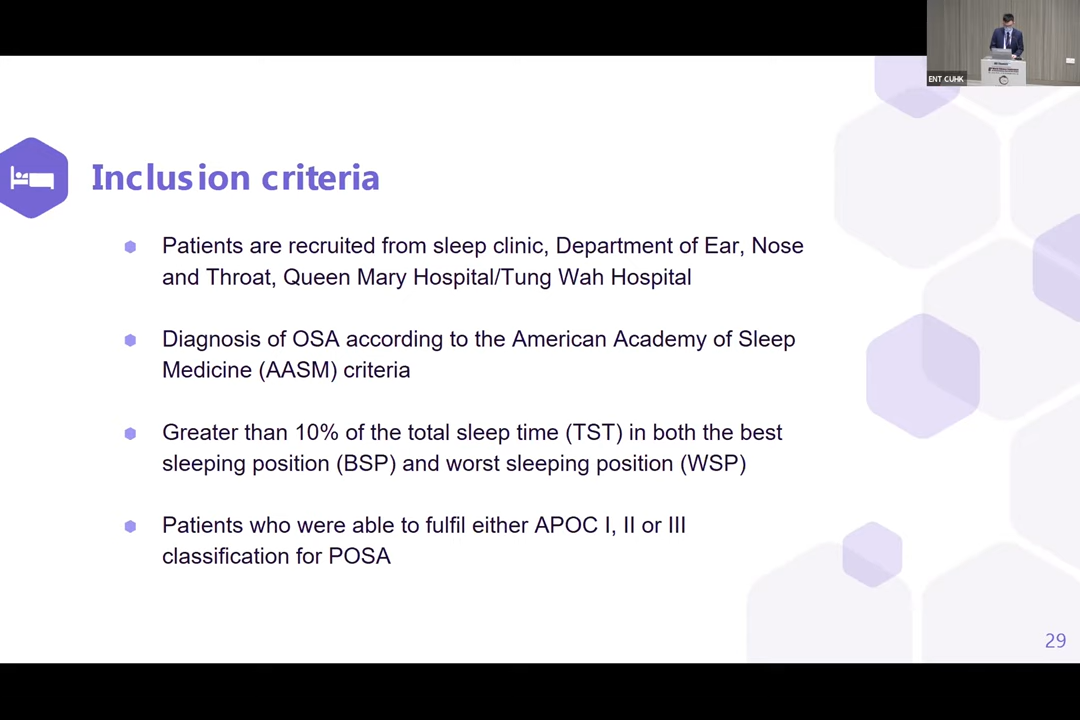 ENT CUHK
Inclusion criteria
Patients are recruited from sleep clinic, Department of Ear, Nose
and Throat, Queen Mary Hospital/Tung Wah Hospital
Diagnosis of OSA according to the American Academy of Sleep
Medicine (AASM) criteria
Greater than 10% of the total sleep time (TST) in both the best
sleeping position (BSP) and worst sleeping position (WSP)
Patients who were able to fulfil either APOC I, II or III
classification for POSA
29